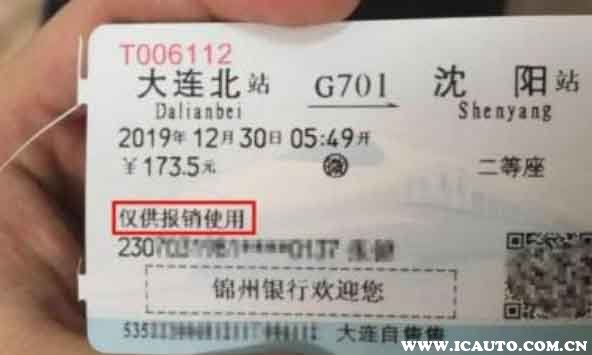 T006112
大连北站 G701 沈阳站
Dalianbei Shenyang
2019年12月30日05:49开
¥173.5元 二等座
仅供报销使用
锦州银行欢迎您
大连自售
www.icauto.com.cn